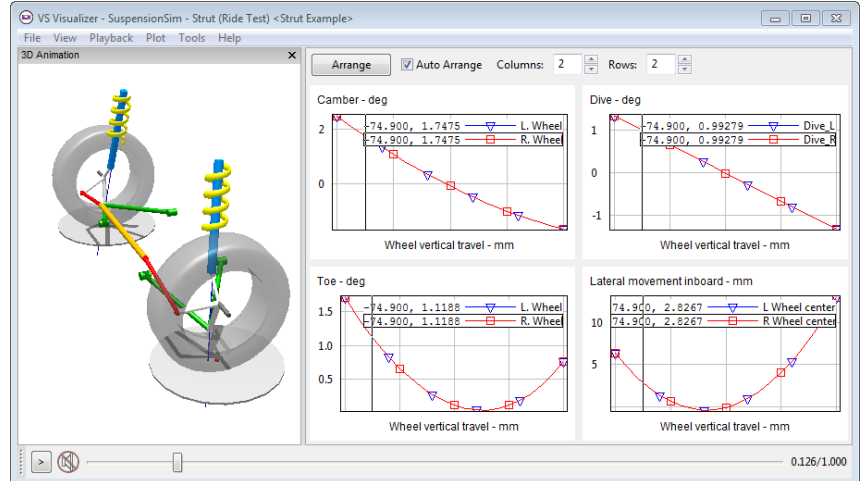 VS Visualizer - SuspensionSim - Strut (Ride Test) <Strut Example>
File View Playback Plot Tools Help
3D Animation
Arrange Auto Arrange Columns: 2 Rows: 2
Camber - deg
-74.900, 1.7475 L. Wheel
-74.900, 1.7475 R. Wheel
2
0
Wheel vertical travel - mm
Dive - deg
-74.900, 0.99279 Dive_L
-74.900, 0.99279 Dive_R
1
0
-1
Wheel vertical travel - mm
Toe - deg
-74.900, 1.1188 L. Wheel
-74.900, 1.1188 R. Wheel
1.5
1.0
0.5
Wheel vertical travel - mm
Lateral movement inboard - mm
74.900, 2.8267 L Wheel center
74.900, 2.8267 R Wheel center
10
5
Wheel vertical travel - mm
> 0.126/1.000